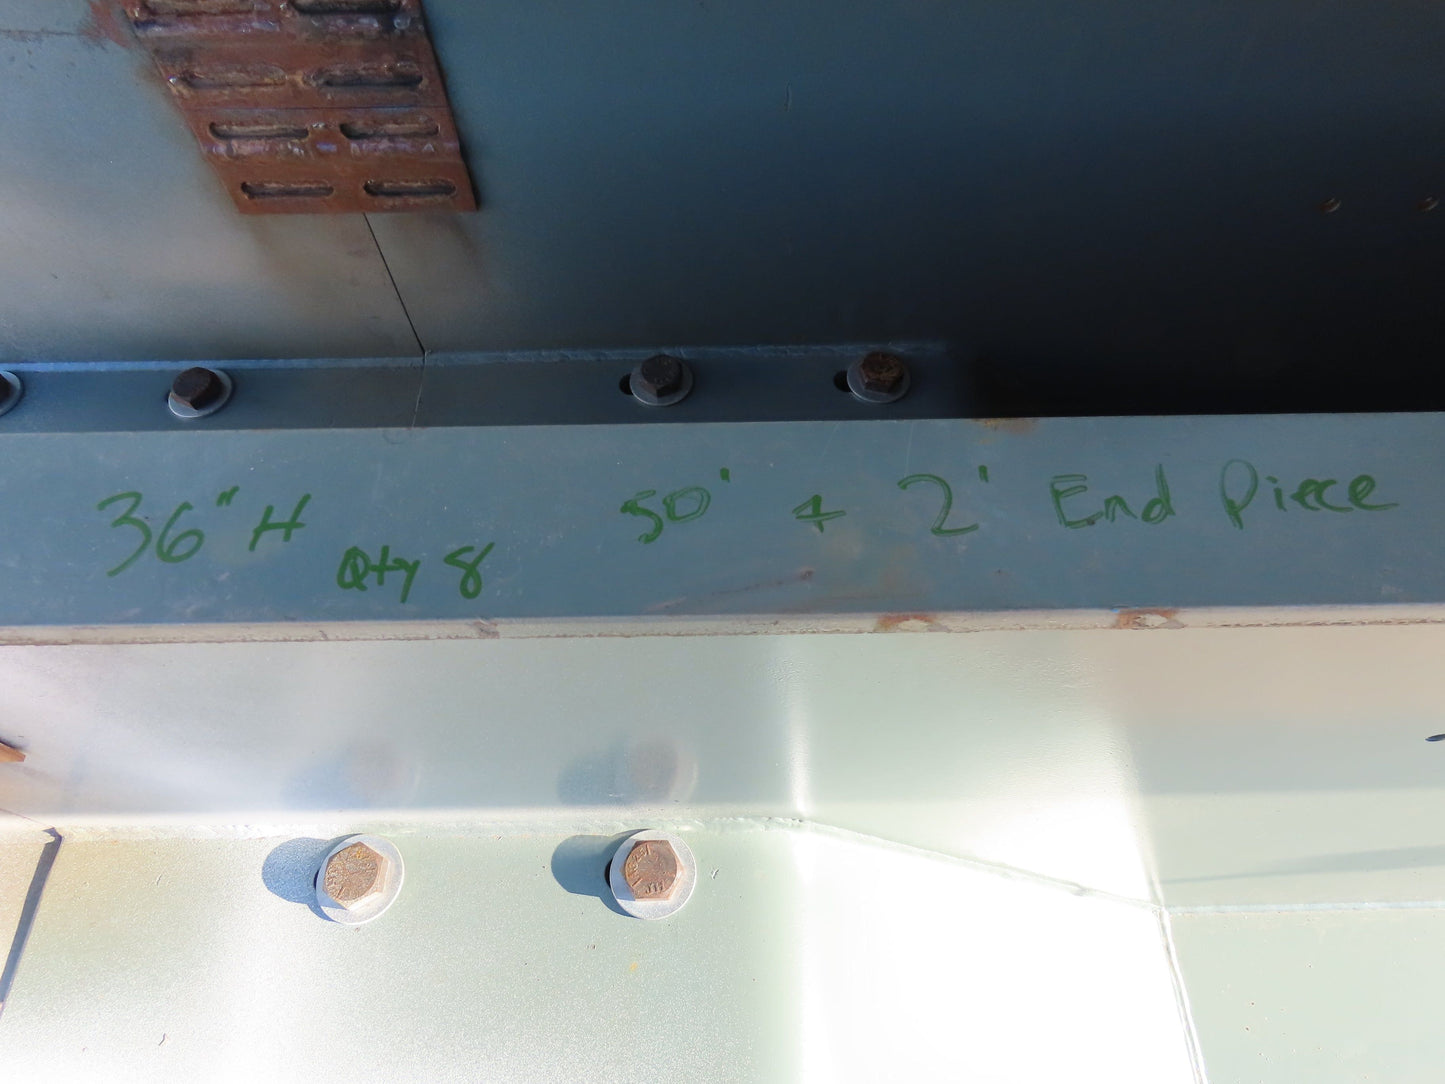 36" H
Qty 8
50' + 2' End Piece